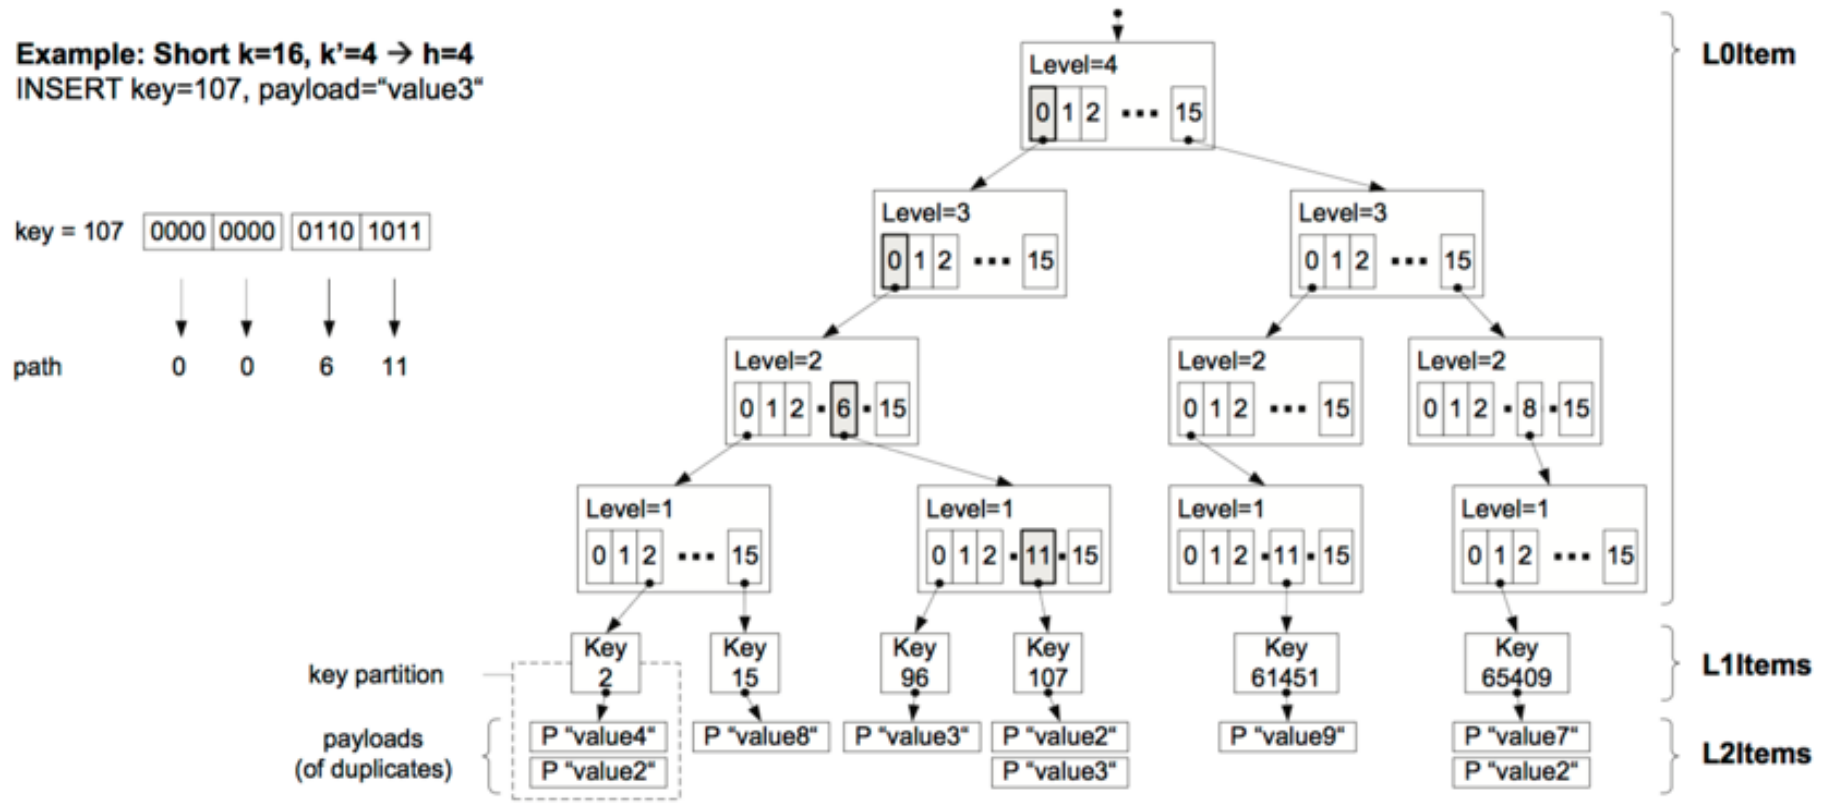 Example: Short k=16, k’=4 → h=4
INSERT key=107, payload=“value3“
L0Item
Level=4
0 1 2 ... 15
key = 107 0000 0000 0110 1011
path 0 0 6 11
Level=3
0 1 2 ... 15
Level=3
0 1 2 ... 15
Level=2
0 1 2 . 6 . 15
Level=2
0 1 2 ... 15
Level=2
0 1 2 . 8 . 15
Level=1
0 1 2 ... 15
Level=1
0 1 2 . 11 . 15
Level=1
0 1 2 . 11 . 15
Level=1
0 1 2 ... 15
key partition
Key
2
Key
15
Key
96
Key
107
Key
61451
Key
65409
L1Items
payloads
(of duplicates)
P “value4“
P “value2“
P “value8“
P “value3“
P “value2“
P “value3“
P “value9“
P “value7“
P “value2“
L2Items